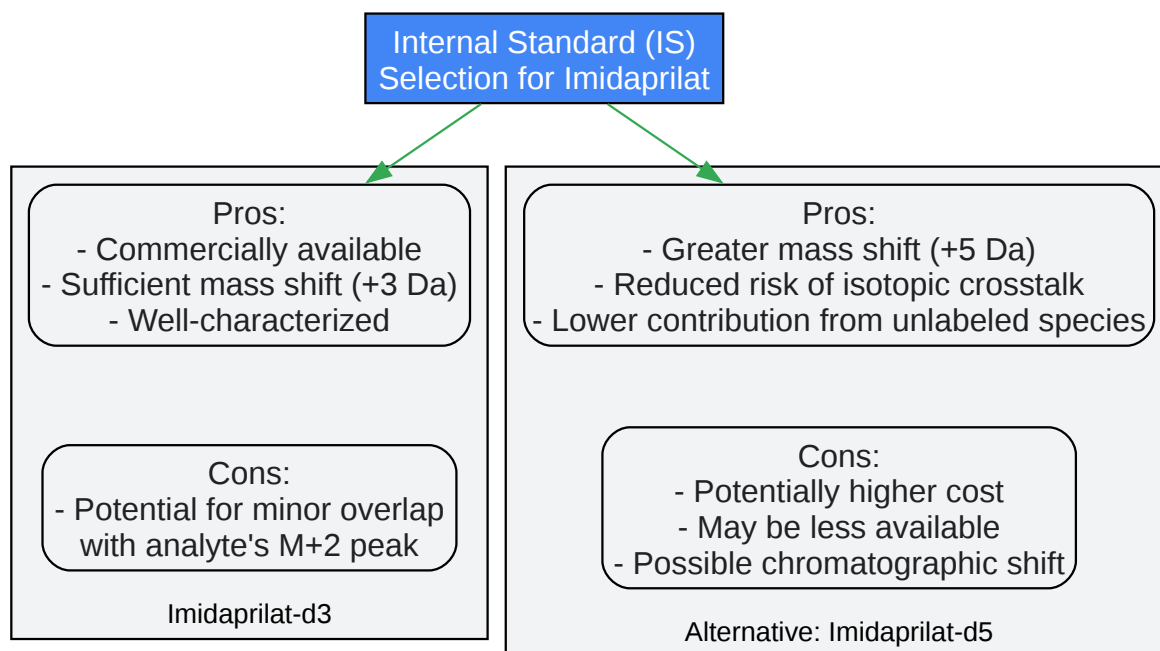 Internal Standard (IS)
Selection for Imidaprilat
Pros:
- Commercially available
- Sufficient mass shift (+3 Da)
- Well-characterized
Cons:
- Potential for minor overlap
with analyte's M+2 peak
Imidaprilat-d3
Pros:
- Greater mass shift (+5 Da)
- Reduced risk of isotopic crosstalk
- Lower contribution from unlabeled species
Cons:
- Potentially higher cost
- May be less available
- Possible chromatographic shift
Alternative: Imidaprilat-d5